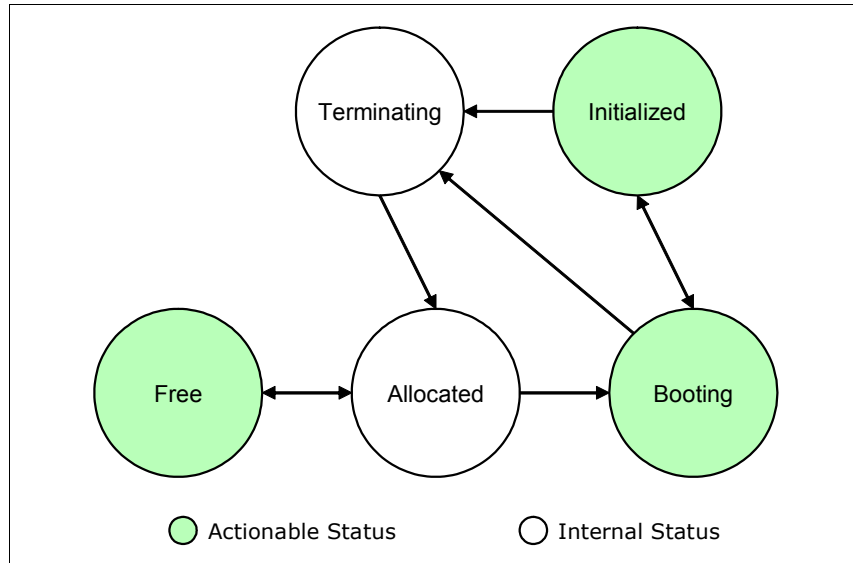 Terminating
Initialized
Free
Allocated
Booting
Actionable Status
Internal Status